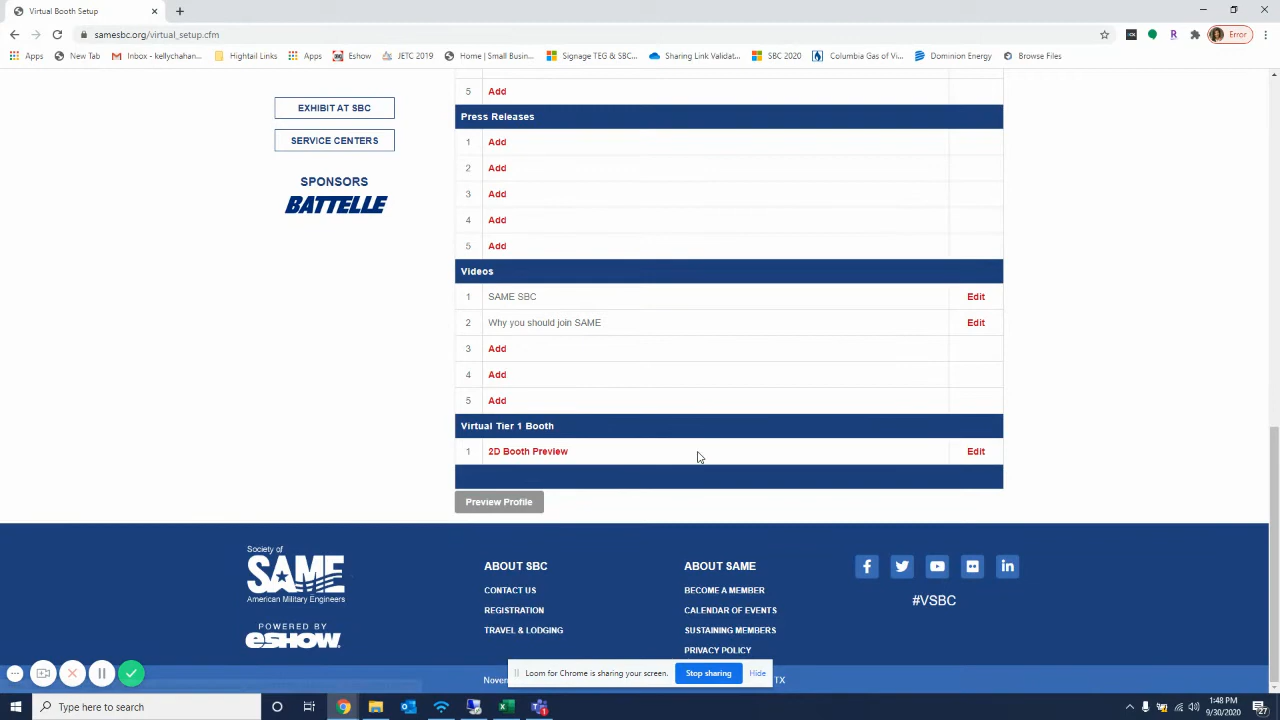 Virtual Booth Setup
samesbc.org/virtual_setup.cfm
Error
Apps
New Tab
Inbox - kellychahan...
Hightail Links
Apps
Eshow
JETC 2019
Home | Small Busin...
Signage TEG & SBC...
Sharing Link Validat...
SBC 2020
Columbia Gas of Vi...
Dominion Energy
Browse Files
EXHIBIT AT SBC
SERVICE CENTERS
SPONSORS
BATTELLE
5 Add
Press Releases
1 Add
2 Add
3 Add
4 Add
5 Add
Videos
1 SAME SBC Edit
2 Why you should join SAME Edit
3 Add
4 Add
5 Add
Virtual Tier 1 Booth
1 2D Booth Preview Edit
Preview Profile
Society of
SAME
American Military Engineers
POWERED BY
eSHOW
ABOUT SBC
CONTACT US
REGISTRATION
TRAVEL & LODGING
ABOUT SAME
BECOME A MEMBER
CALENDAR OF EVENTS
SUSTAINING MEMBERS
PRIVACY POLICY
#VSBC
Loom for Chrome is sharing your screen.
Stop sharing
Hide
TX
Type here to search
1:48 PM
9/30/2020
27